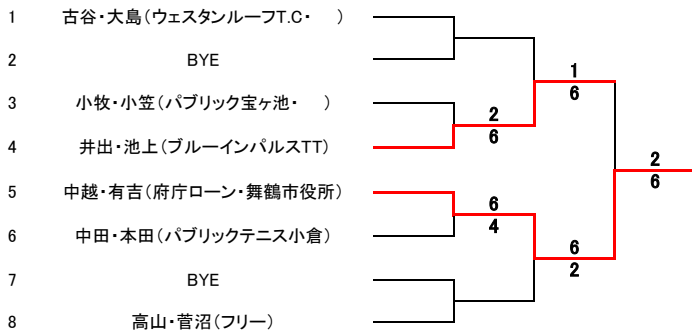 1 古谷・大島(ウェスタンルーフT.C・　)
2 BYE
3 小牧・小笠(パブリック宝ヶ池・　)
4 井出・池上(ブルーインパルスTT)
5 中越・有吉(府庁ローン・舞鶴市役所)
6 中田・本田(パブリックテニス小倉)
7 BYE
8 高山・菅沼(フリー)
2
6
6
4
1
6
6
2
2
6